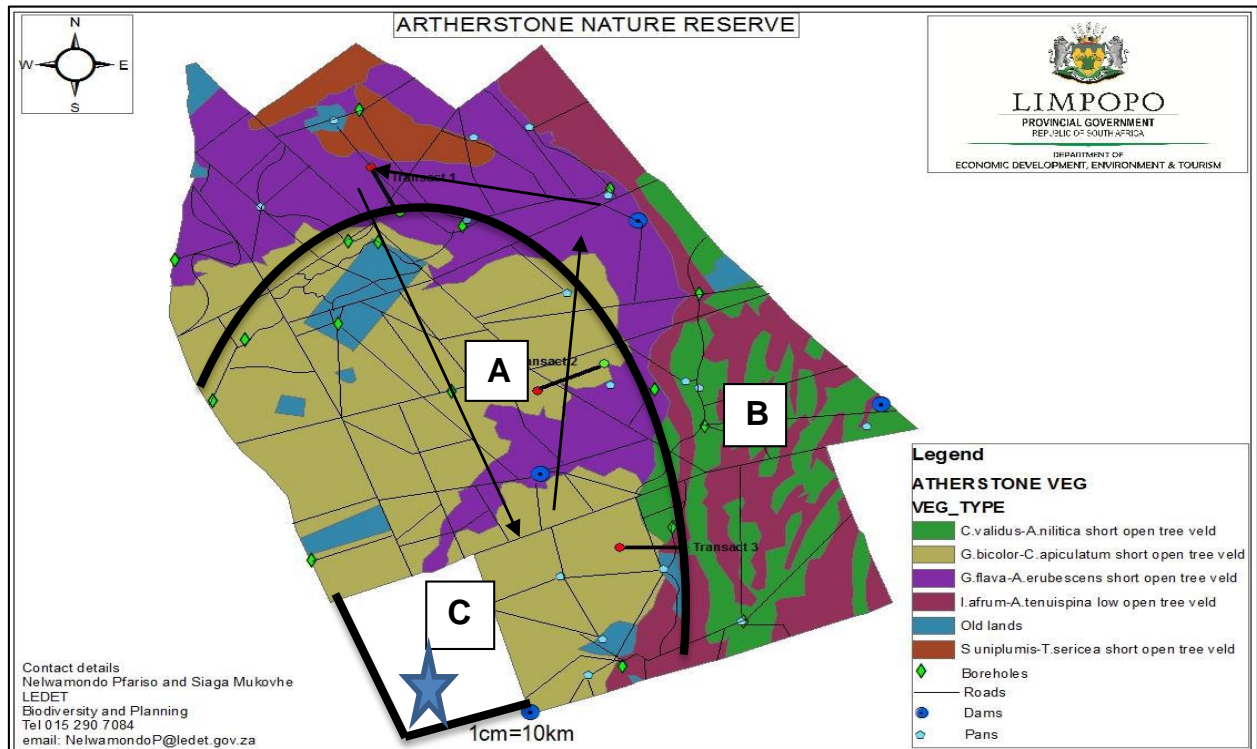 ARTHERSTONE NATURE RESERVE
N
W E
S
LIMPOPO
PROVINCIAL GOVERNMENT
REPUBLIC OF SOUTH AFRICA
DEPARTMENT OF
ECONOMIC DEVELOPMENT, ENVIRONMENT & TOURISM
Transact 1
A
ansact 2
B
Transact 3
C
Legend
ATHERSTONE VEG
VEG_TYPE
C.validus-A.nilitica short open tree veld
G.bicolor-C.apiculatum short open tree veld
G.flava-A.erubescens short open tree veld
I.afrum-A.tenuispina low open tree veld
Old lands
S uniplumis-T.sericea short open tree veld
Boreholes
Roads
Dams
Pans
Contact details
Nelwamondo Pfariso and Siaga Mukovhe
LEDET
Biodiversity and Planning
Tel 015 290 7084
email: NelwamondoP@ledet.gov.za
1cm=10km